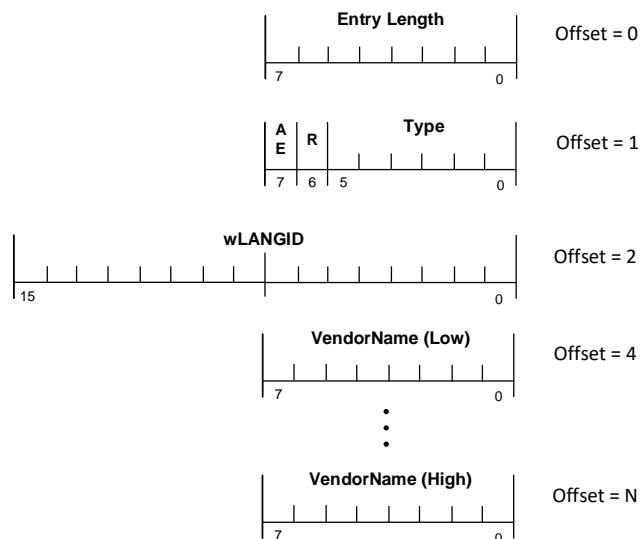 Entry Length
Offset = 0
7 0
A
E
R
Type
Offset = 1
7 6 5 0
wLANGID
Offset = 2
15 0
VendorName (Low)
Offset = 4
7 0
VendorName (High)
Offset = N
7 0